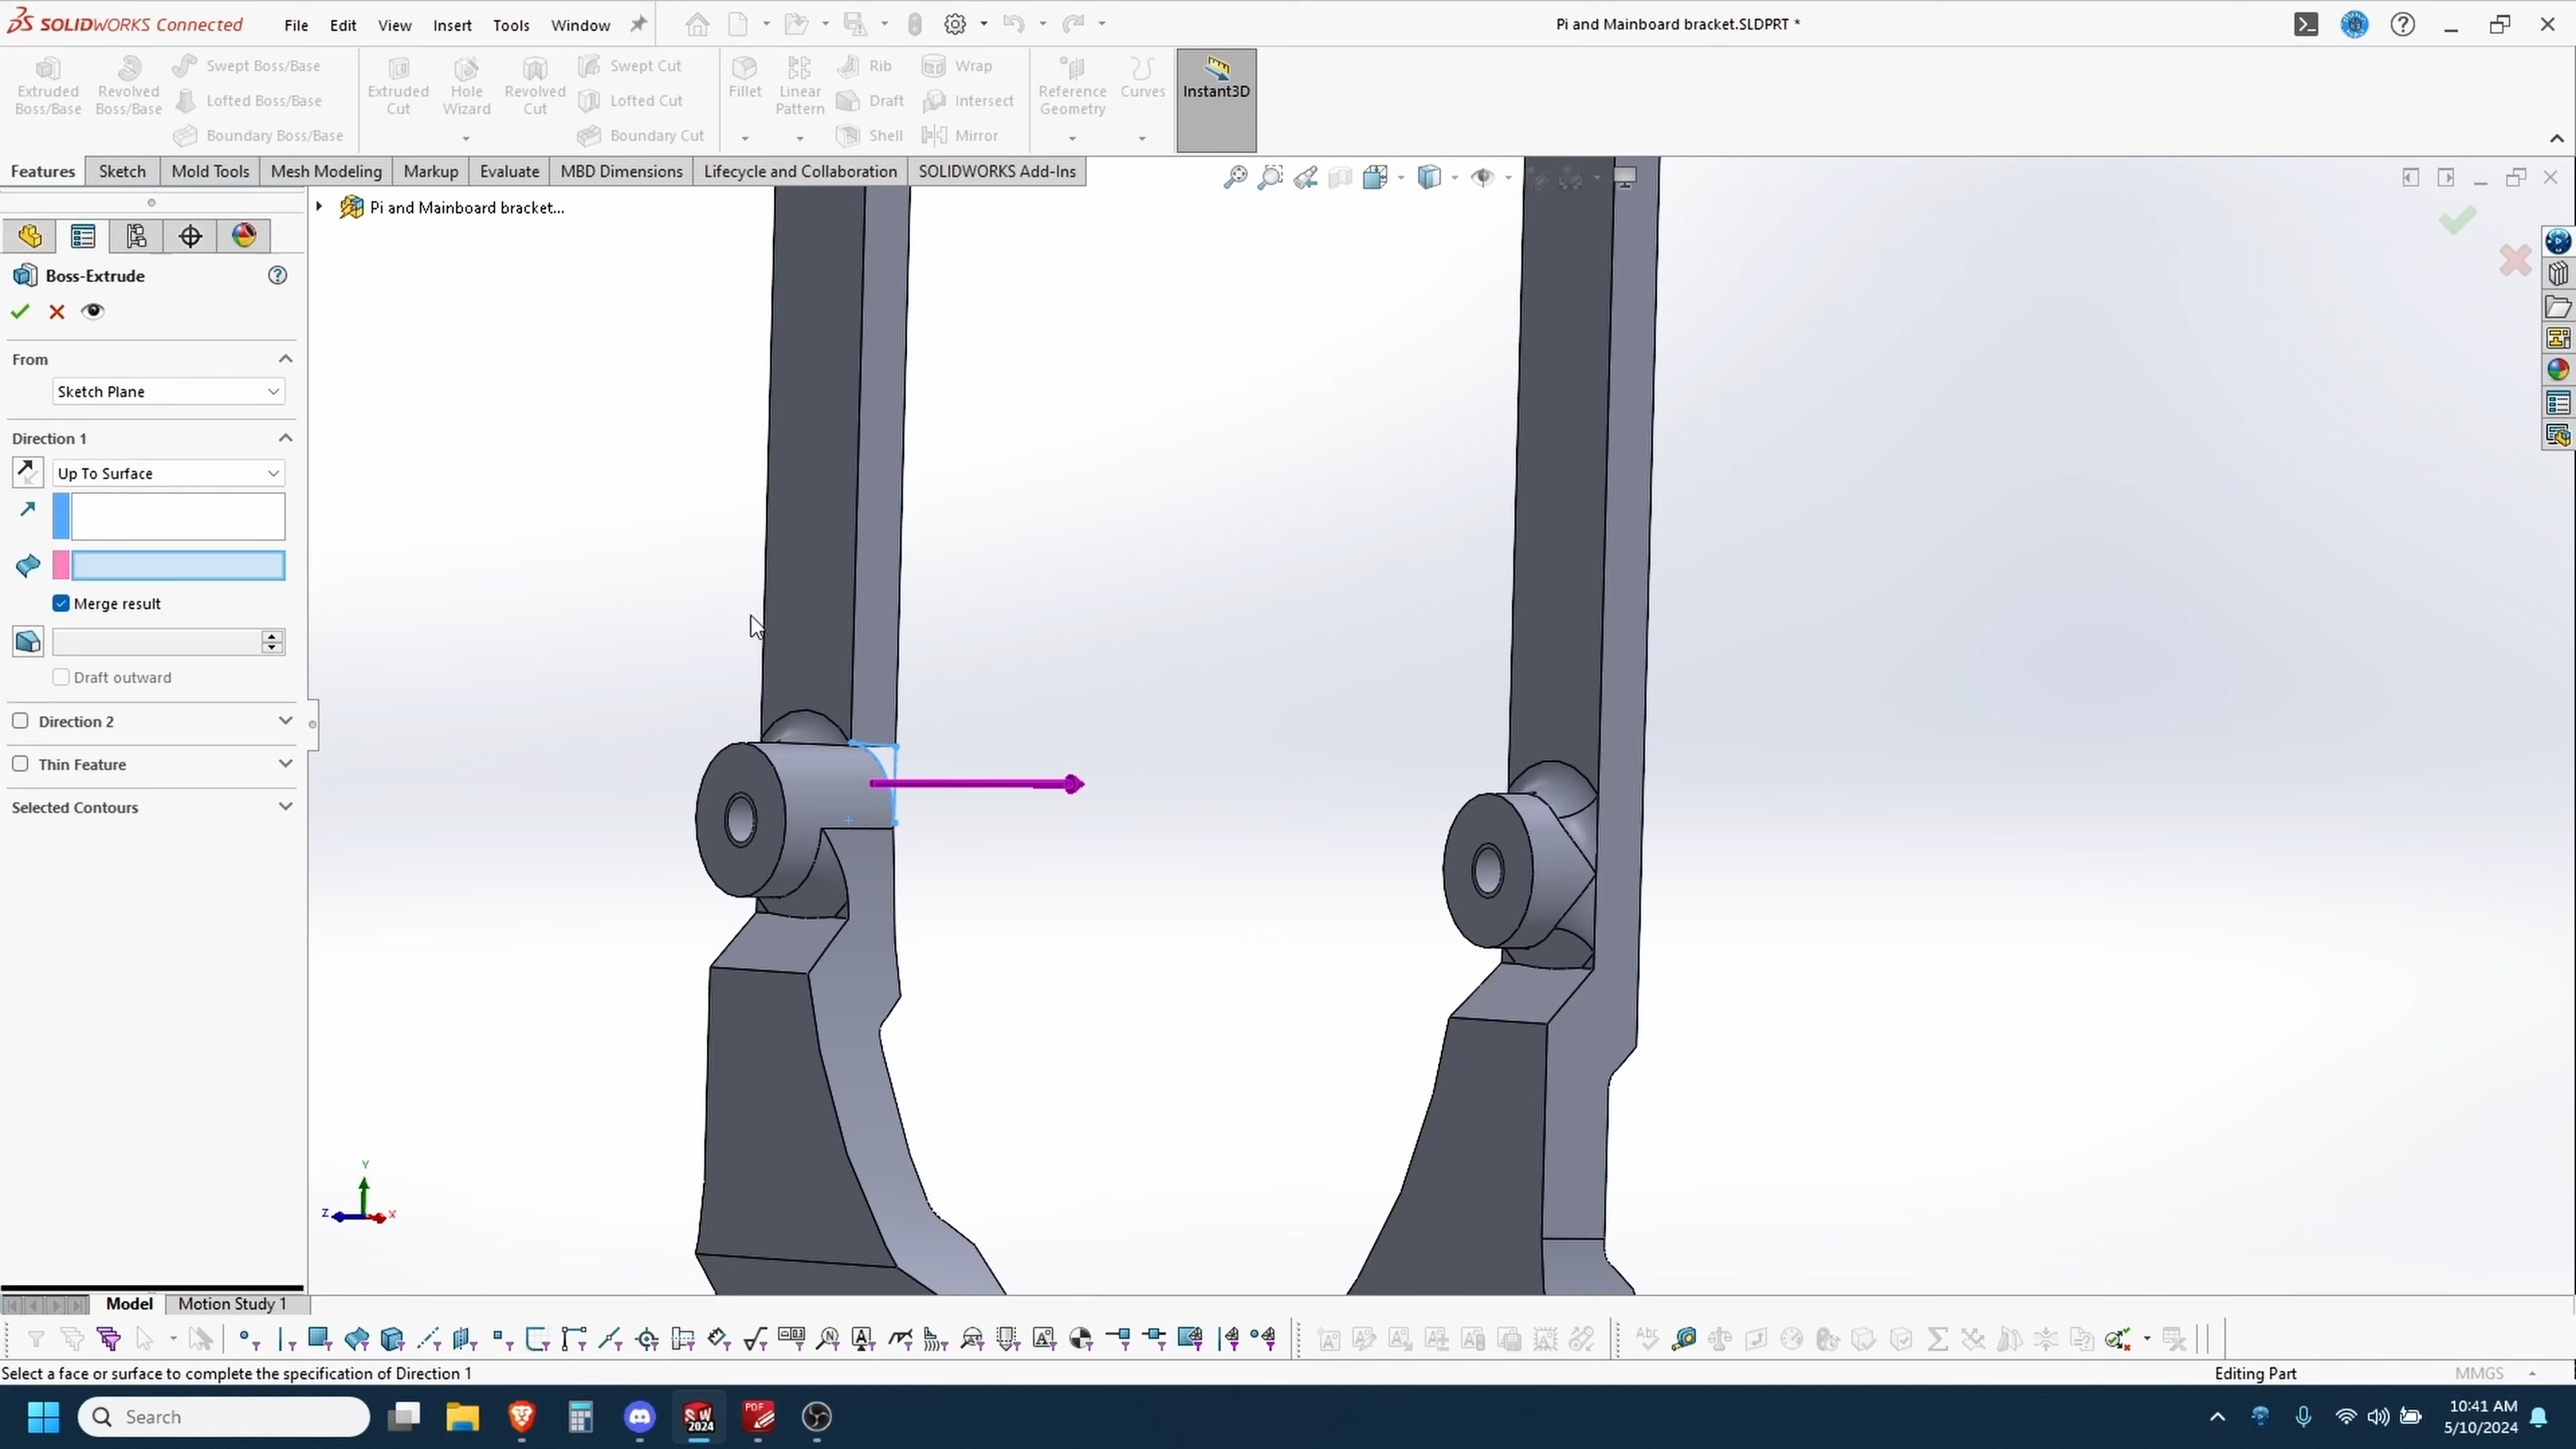 SOLIDWORKS Connected
File Edit View Insert Tools Window
Pi and Mainboard bracket.SLDPRT *
Extruded Boss/Base
Revolved Boss/Base
Swept Boss/Base
Lofted Boss/Base
Boundary Boss/Base
Extruded Cut
Hole Wizard
Revolved Cut
Swept Cut
Lofted Cut
Boundary Cut
Fillet
Linear Pattern
Rib
Draft
Shell
Wrap
Intersect
Mirror
Reference Geometry
Curves
Instant3D
Features Sketch Mold Tools Mesh Modeling Markup Evaluate MBD Dimensions Lifecycle and Collaboration SOLIDWORKS Add-Ins
Pi and Mainboard bracket...
Boss-Extrude
From
Sketch Plane
Direction 1
Up To Surface
Merge result
Draft outward
Direction 2
Thin Feature
Selected Contours
Y
Z
X
Model Motion Study 1
Select a face or surface to complete the specification of Direction 1
Editing Part
MMGS
Search
SW
2024
PDF
10:41 AM
5/10/2024